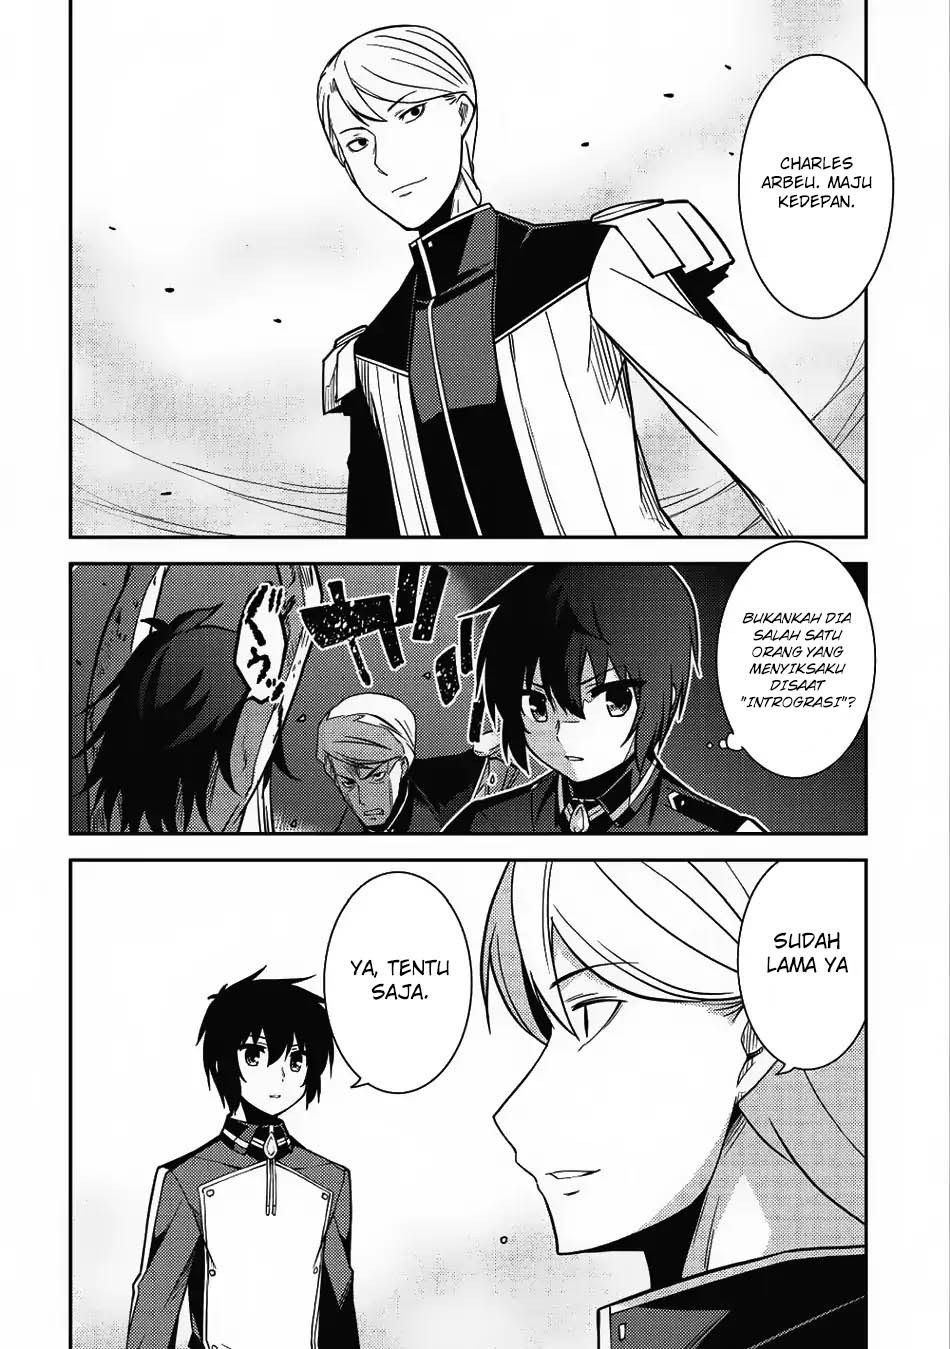 CHARLES
ARBEU. MAJU
KEDEPAN.
BUKANKAH DIA
SALAH SATU
ORANG YANG
MENYIKSAKU
DISAAT
"INTROGRASI"?
SUDAH
LAMA YA
YA, TENTU
SAJA.